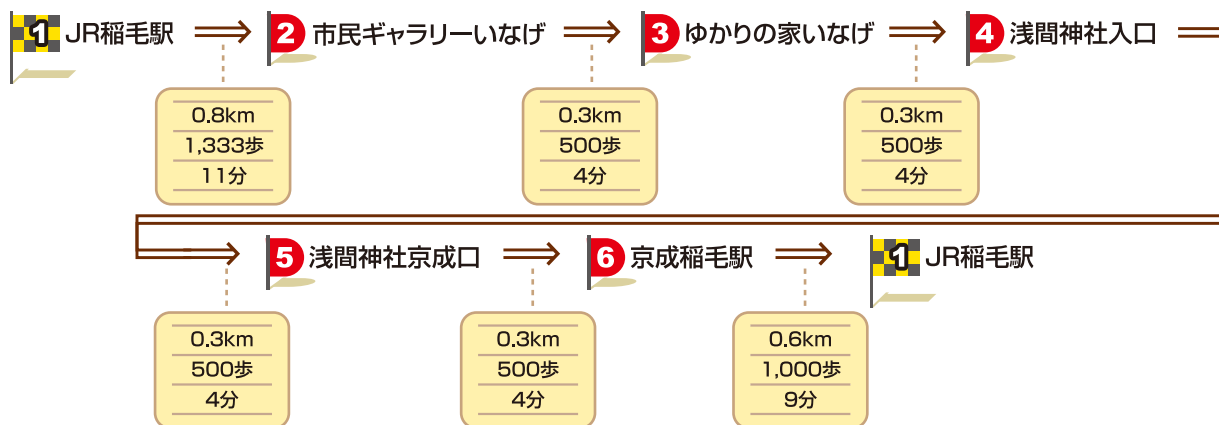 1 JR稲毛駅 ⇒ 2 市民ギャラリーいなげ ⇒ 3 ゆかりの家いなげ ⇒ 4 浅間神社入口
0.8km
1,333歩
11分
0.3km
500歩
4分
0.3km
500歩
4分
5 浅間神社京成口 ⇒ 6 京成稲毛駅 ⇒ 1 JR稲毛駅
0.3km
500歩
4分
0.3km
500歩
4分
0.6km
1,000歩
9分